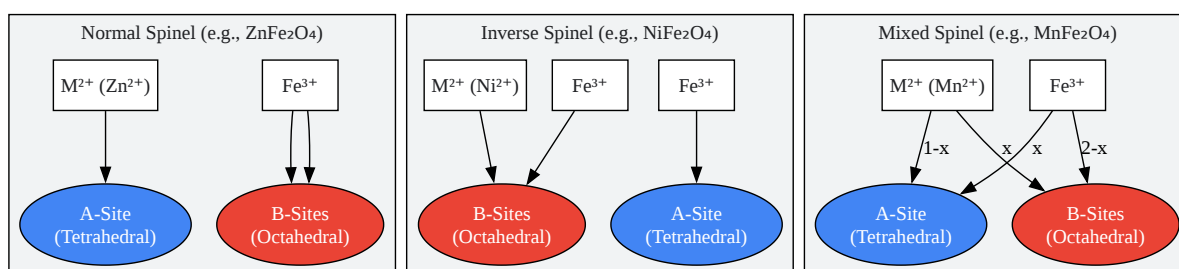 Normal Spinel (e.g., ZnFe₂O₄)
M²⁺ (Zn²⁺)
Fe³⁺
A-Site
(Tetrahedral)
B-Sites
(Octahedral)
Inverse Spinel (e.g., NiFe₂O₄)
M²⁺ (Ni²⁺)
Fe³⁺
Fe³⁺
B-Sites
(Octahedral)
A-Site
(Tetrahedral)
Mixed Spinel (e.g., MnFe₂O₄)
M²⁺ (Mn²⁺)
Fe³⁺
1-x
x
x
2-x
A-Site
(Tetrahedral)
B-Sites
(Octahedral)